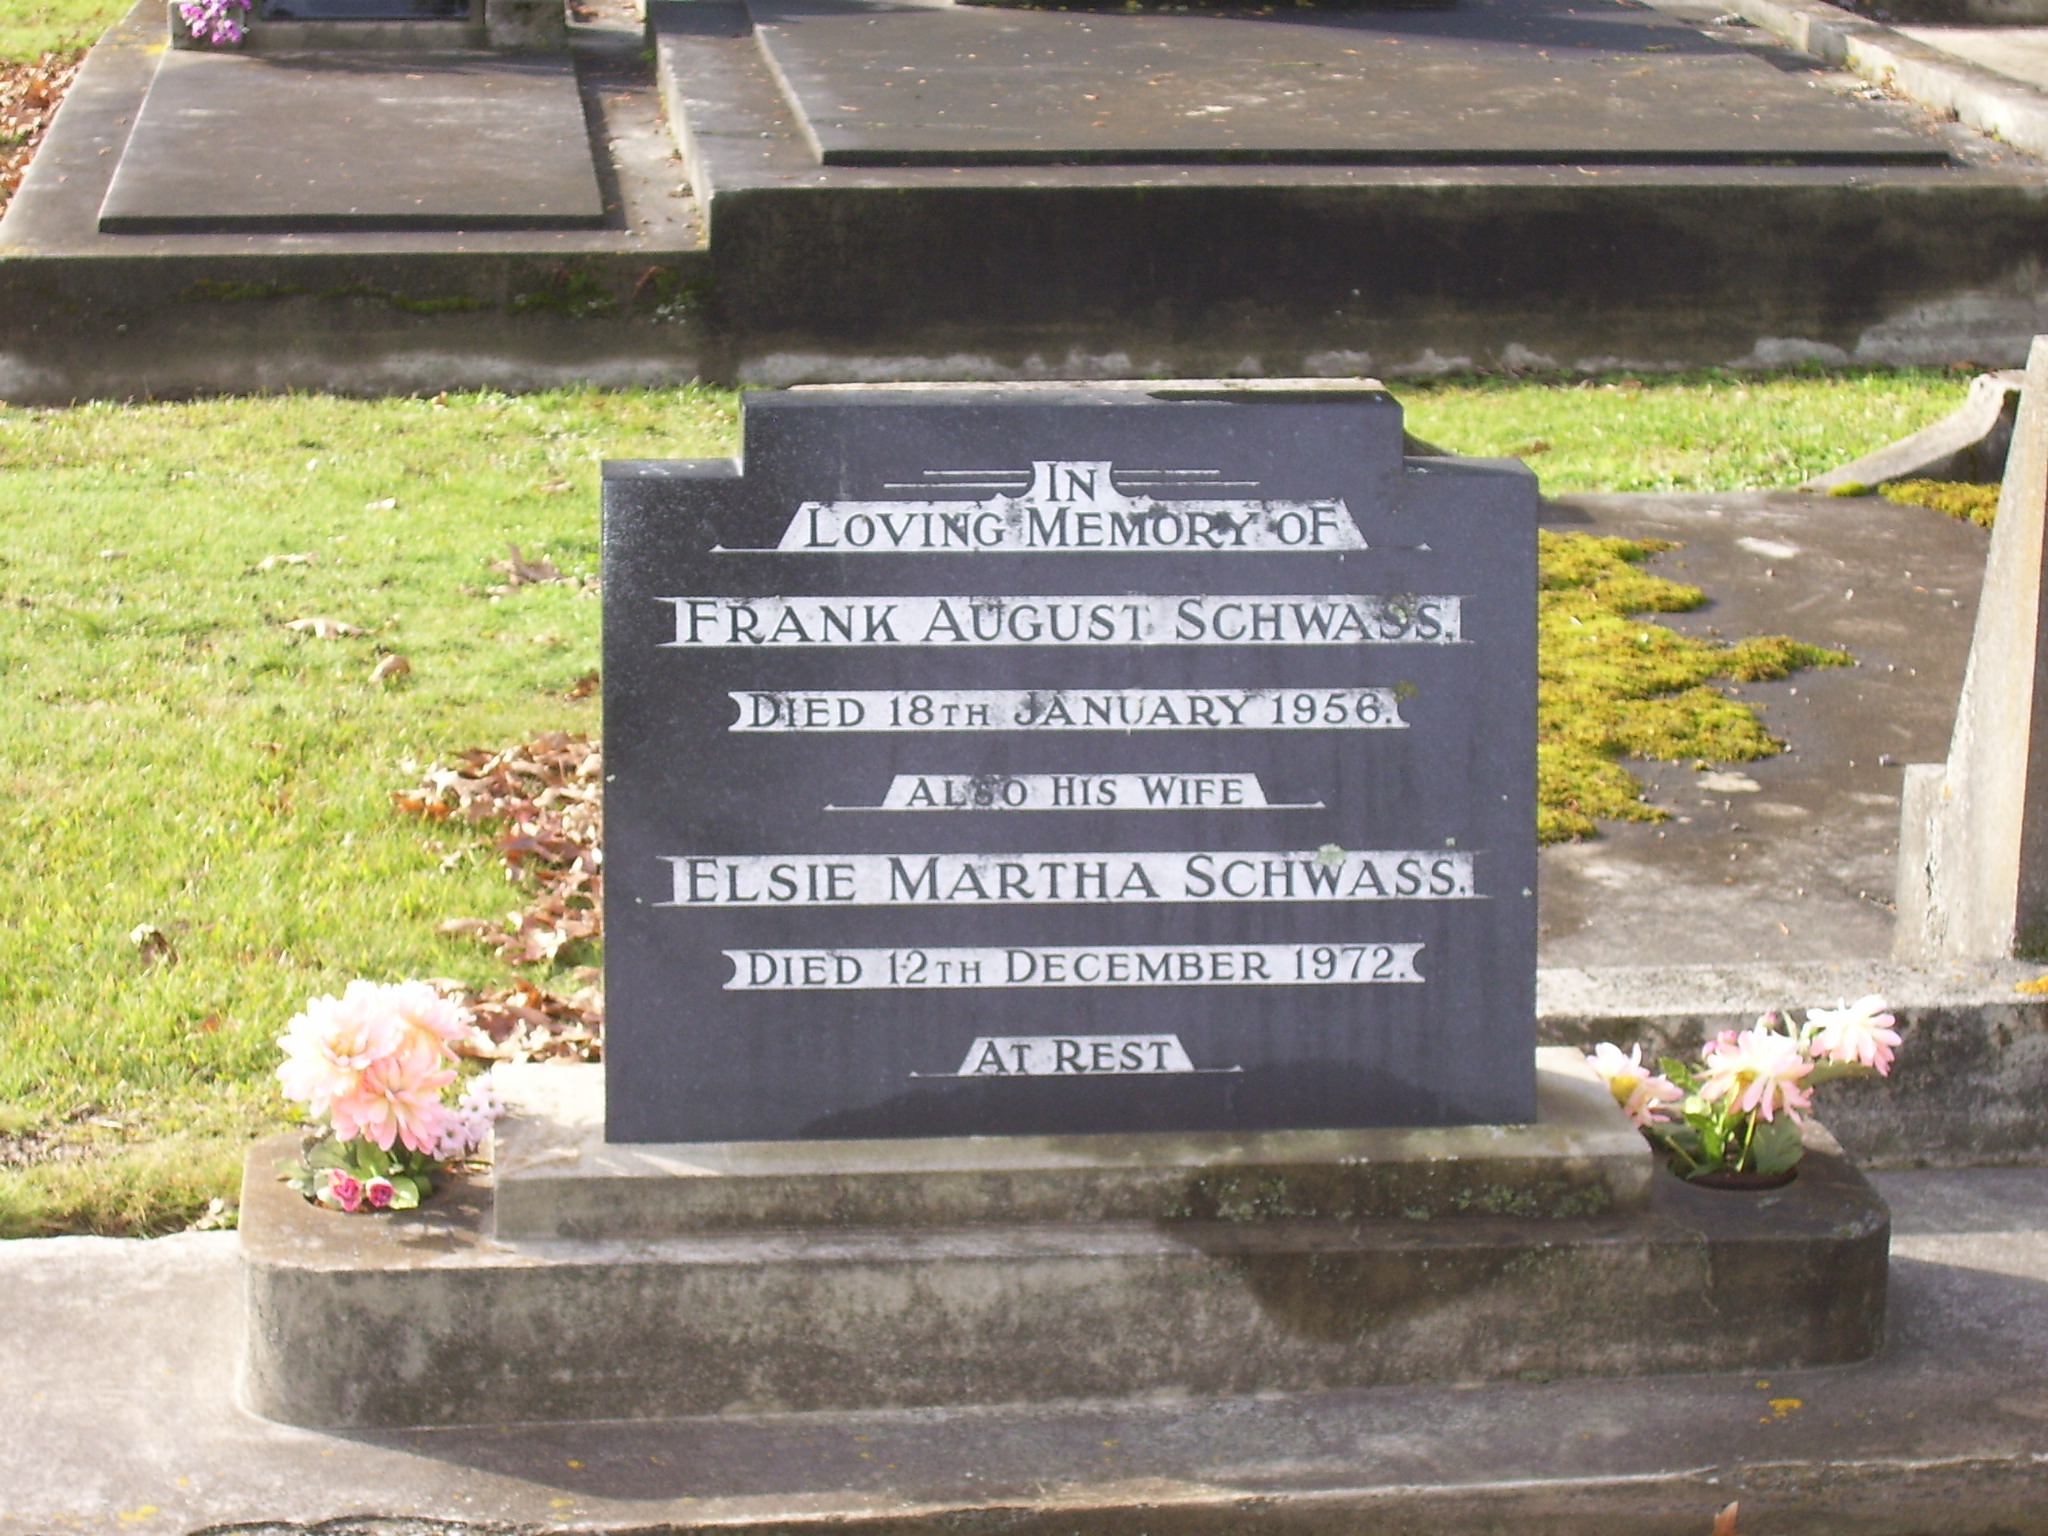 IN
LOVING MEMORY OF
FRANK AUGUST SCHWASS.
DIED 18TH JANUARY 1956.
ALSO HIS WIFE
ELSIE MARTHA SCHWASS.
DIED 12TH DECEMBER 1972.
AT REST